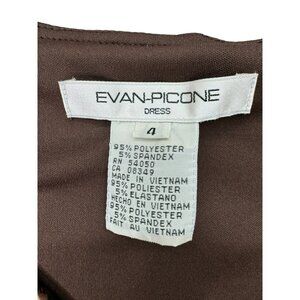 EVAN-PICONE
DRESS
4
95% POLYESTER
5% SPANDEX
RN 54050
CA 08349
MADE IN VIETNAM
95% POLIESTER
5% ELASTANO
HECHO EN VIETNAM
95% POLYESTER
5% SPANDEX
FAIT AU VIETNAM